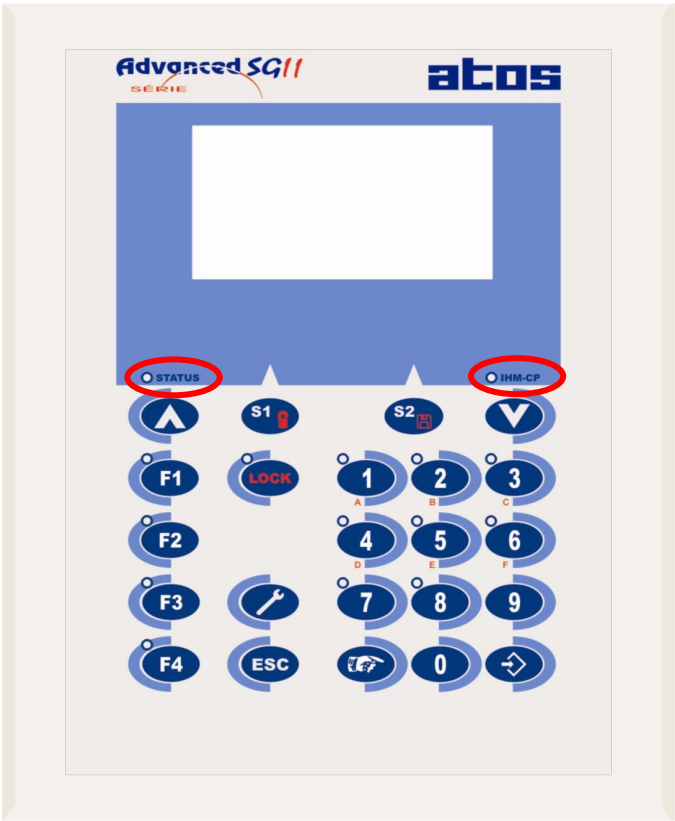 Advanced SG11
SÉRIE
atos
STATUS
IHM-CP
S1
S2
F1
LOCK
1
2
3
A
B
C
F2
4
5
6
D
E
F
F3
7
8
9
F4
ESC
0